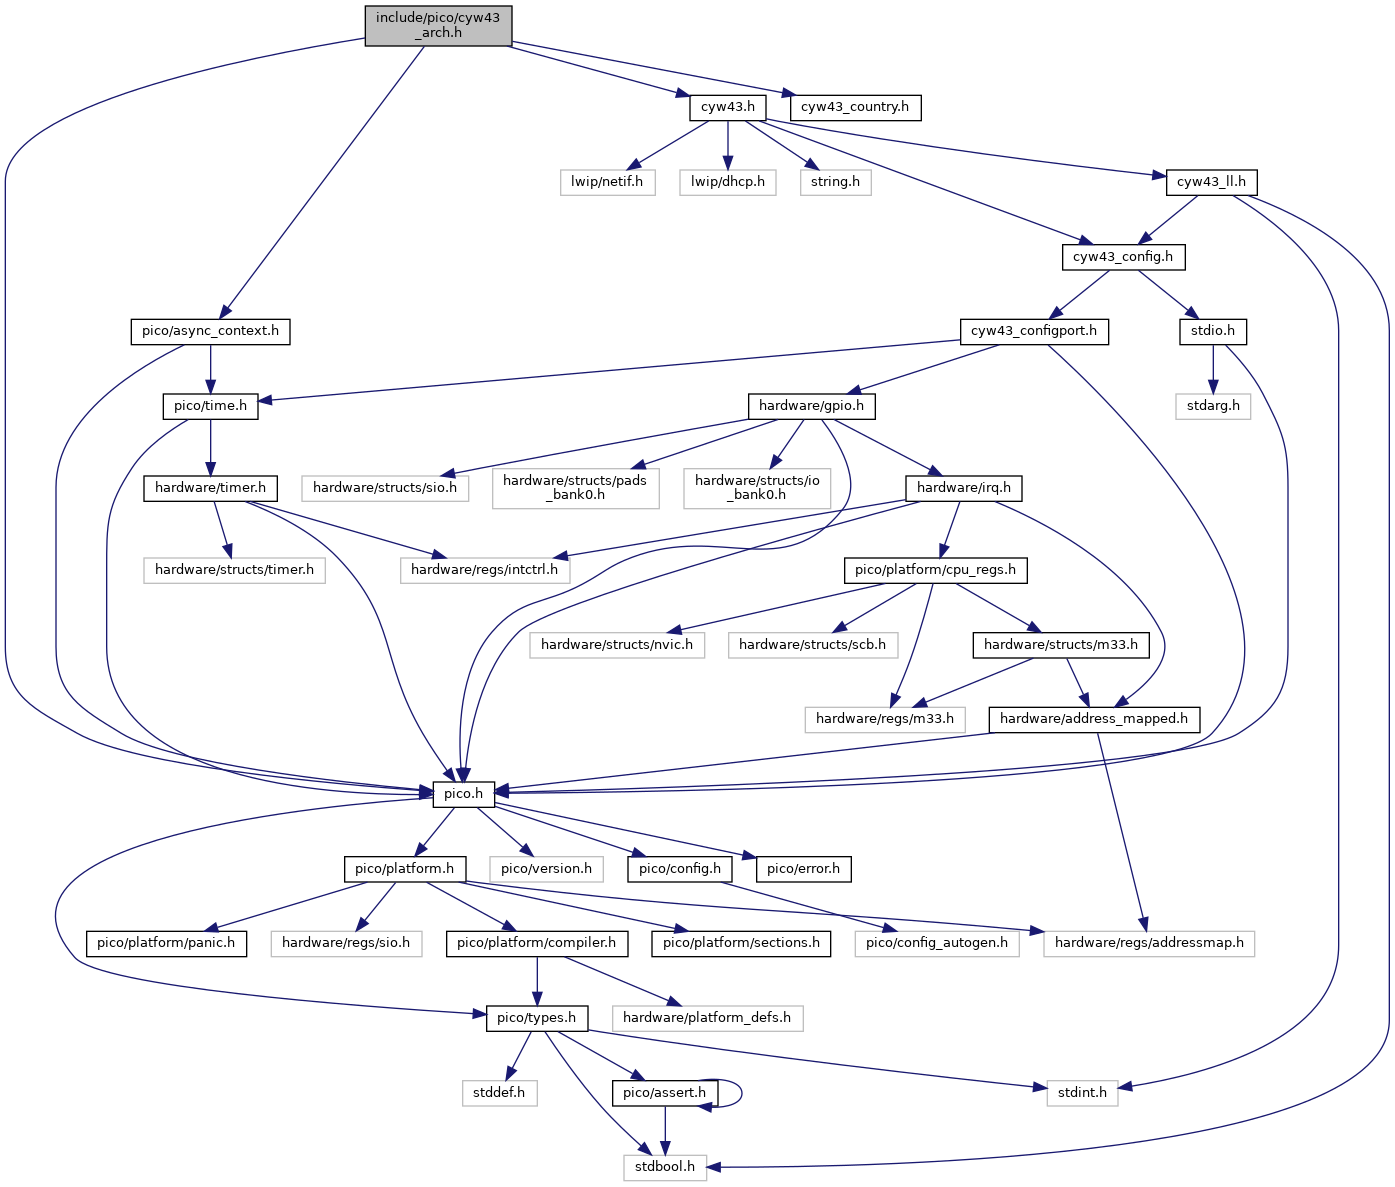 include/pico/cyw43
_arch.h
cyw43.h
cyw43_country.h
lwip/netif.h
lwip/dhcp.h
string.h
cyw43_ll.h
cyw43_config.h
pico/async_context.h
cyw43_configport.h
stdio.h
pico/time.h
hardware/gpio.h
stdarg.h
hardware/timer.h
hardware/structs/sio.h
hardware/structs/pads
_bank0.h
hardware/structs/io
_bank0.h
hardware/irq.h
hardware/structs/timer.h
hardware/regs/intctrl.h
pico/platform/cpu_regs.h
hardware/structs/nvic.h
hardware/structs/scb.h
hardware/structs/m33.h
hardware/regs/m33.h
hardware/address_mapped.h
pico.h
pico/platform.h
pico/version.h
pico/config.h
pico/error.h
pico/platform/panic.h
hardware/regs/sio.h
pico/platform/compiler.h
pico/platform/sections.h
pico/config_autogen.h
hardware/regs/addressmap.h
pico/types.h
hardware/platform_defs.h
stddef.h
pico/assert.h
stdint.h
stdbool.h